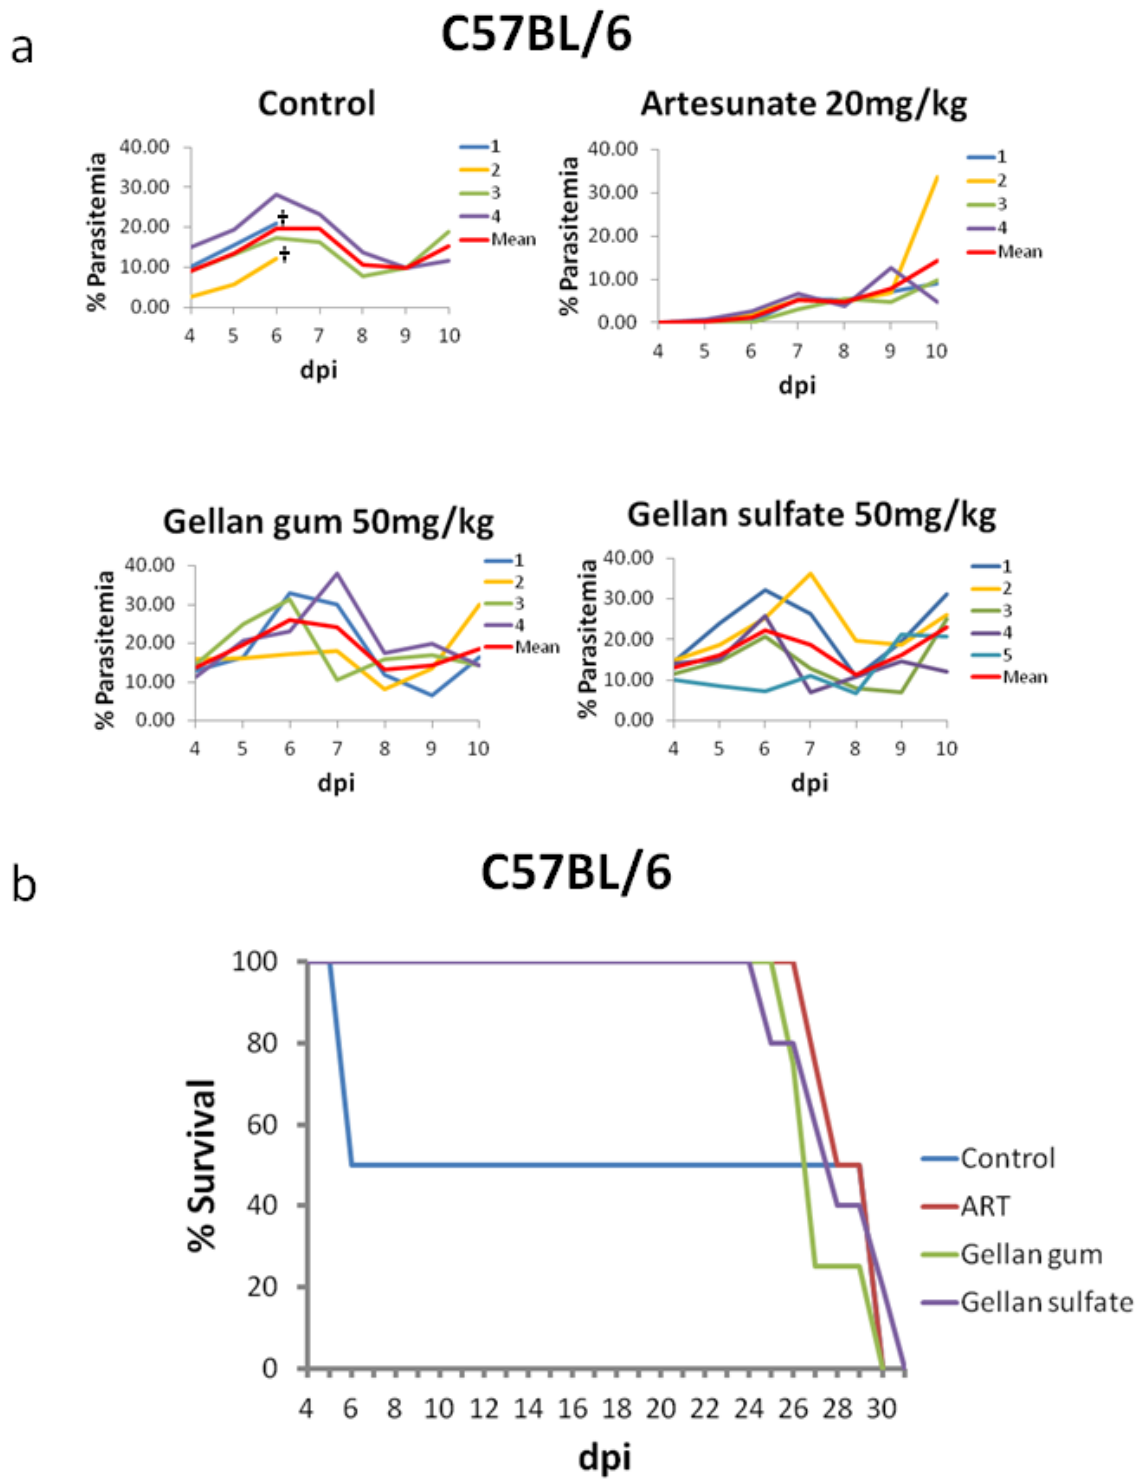 a
C57BL/6
Control
% Parasitemia
40.00
30.00
20.00
10.00
0.00
4 5 6 7 8 9 10
dpi
†
†
1
2
3
4
Mean
Artesunate 20mg/kg
% Parasitemia
40.00
30.00
20.00
10.00
0.00
4 5 6 7 8 9 10
dpi
1
2
3
4
Mean
Gellan gum 50mg/kg
% Parasitemia
40.00
30.00
20.00
10.00
0.00
4 5 6 7 8 9 10
dpi
1
2
3
4
Mean
Gellan sulfate 50mg/kg
% Parasitemia
40.00
30.00
20.00
10.00
0.00
4 5 6 7 8 9 10
dpi
1
2
3
4
5
Mean
b
C57BL/6
% Survival
100
80
60
40
20
0
4 6 8 10 12 14 16 18 20 22 24 26 28 30
dpi
Control
ART
Gellan gum
Gellan sulfate